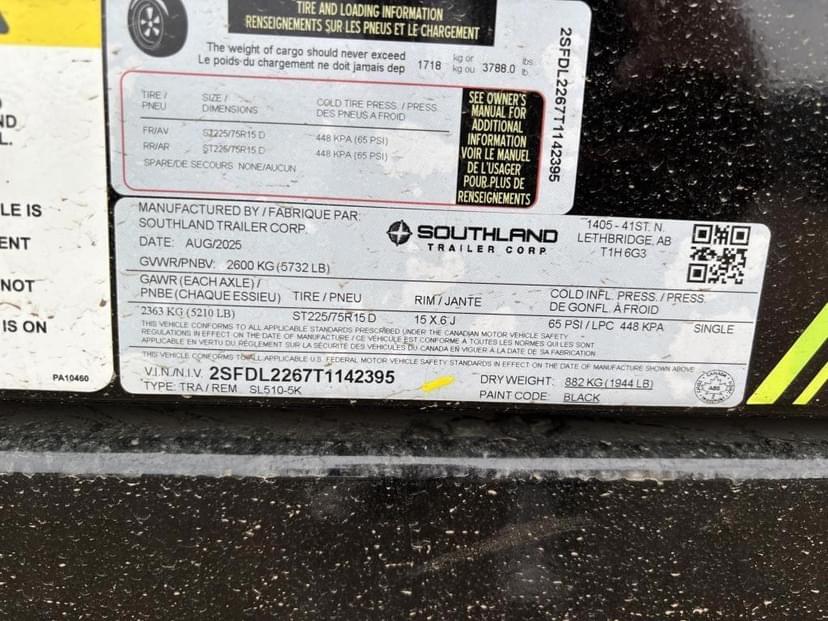 TIRE AND LOADING INFORMATION
RENSEIGNEMENTS SUR LES PNEUS ET LE CHARGEMENT
The weight of cargo should never exceed
Le poids du chargement ne doit jamais dep 1718 kg or kg ou 3788.0 lbs. lb.
TIRE / PNEU SIZE / DIMENSIONS COLD TIRE PRESS. / PRESS. DES PNEUS A FROID
FR/AV ST225/75R15 D 448 KPA (65 PSI)
RR/AR ST225/75R15 D 448 KPA (65 PSI)
SPARE/DE SECOURS NONE/AUCUN
SEE OWNER'S
MANUAL FOR
ADDITIONAL
INFORMATION
VOIR LE MANUEL
DE L'USAGER
POUR PLUS DE
RENSEIGNEMENTS
2SFDL2267T1142395
ND
L.
LE IS
ENT
NOT
IS ON
PA10460
MANUFACTURED BY / FABRIQUE PAR:
SOUTHLAND TRAILER CORP.
DATE: AUG/2025
SOUTHLAND
TRAILER CORP.
1405 - 41ST. N.
LETHBRIDGE, AB
T1H 6G3
GVWR/PNBV: 2600 KG (5732 LB)
GAWR (EACH AXLE) /
PNBE (CHAQUE ESSIEU) TIRE / PNEU RIM / JANTE COLD INFL. PRESS. / PRESS. DE GONFL. À FROID
2363 KG (5210 LB) ST225/75R15 D 15 X 6 J 65 PSI / LPC 448 KPA SINGLE
THIS VEHICLE CONFORMS TO ALL APPLICABLE STANDARDS PRESCRIBED UNDER THE CANADIAN MOTOR VEHICLE SAFETY
REGULATIONS IN EFFECT ON THE DATE OF MANUFACTURE / CE VÉHICULE EST CONFORME A TOUTES LES NORMES QUI LUI SONT
APPLICABLE EN VERTU DU RÉGLEMENT SUR LA SÉCURITÉ DES VÉHICULES DU CANADA EN VIGUER A LA DATE DE SA FABRICATION
THIS VEHICLE CONFORMS TO ALL APPLICABLE U.S. FEDERAL MOTOR VEHICLE SAFETY STANDARDS IN EFFECT ON THE DATE OF MANUFACTURE SHOWN ABOVE
V.I.N./N.I.V. 2SFDL2267T1142395 DRY WEIGHT: 882 KG (1944 LB)
TYPE: TRA / REM SL510-5K PAINT CODE: BLACK